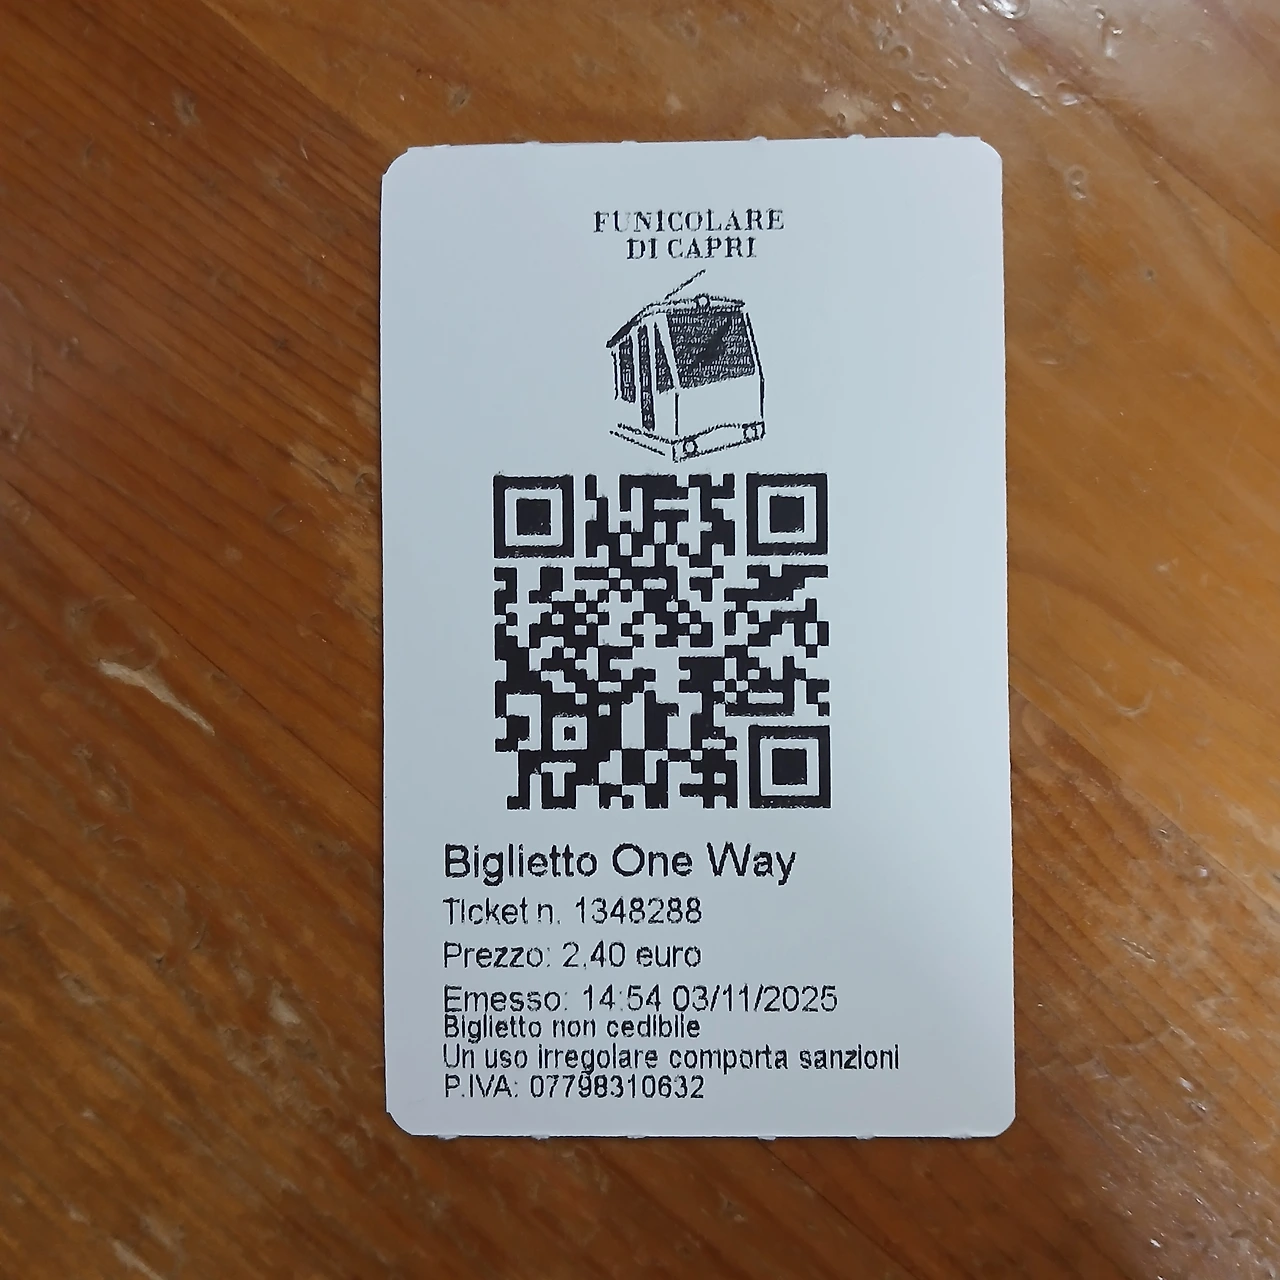 FUNICOLARE
DI CAPRI
Biglietto One Way
Ticket n. 1348288
Prezzo: 2,40 euro
Emesso: 14:54 03/11/2025
Biglietto non cedibile
Un uso irregolare comporta sanzioni
P.IVA: 07798310632